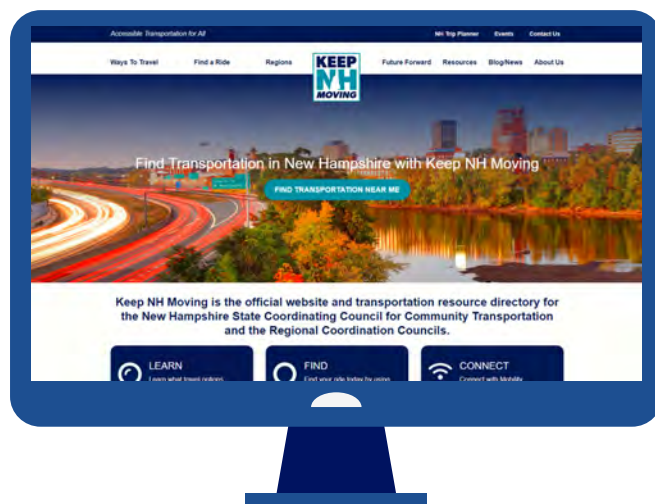 Accessible Transportation for All
NH Trip Planner Events Contact Us
Ways To Travel Find a Ride Regions
KEEP
NH
MOVING
Future Forward Resources Blog/News About Us
Find Transportation in New Hampshire with Keep NH Moving
FIND TRANSPORTATION NEAR ME
Keep NH Moving is the official website and transportation resource directory for
the New Hampshire State Coordinating Council for Community Transportation
and the Regional Coordination Councils.
LEARN
Learn what travel options
FIND
Find your ride today by using
CONNECT
Connect with Mobility